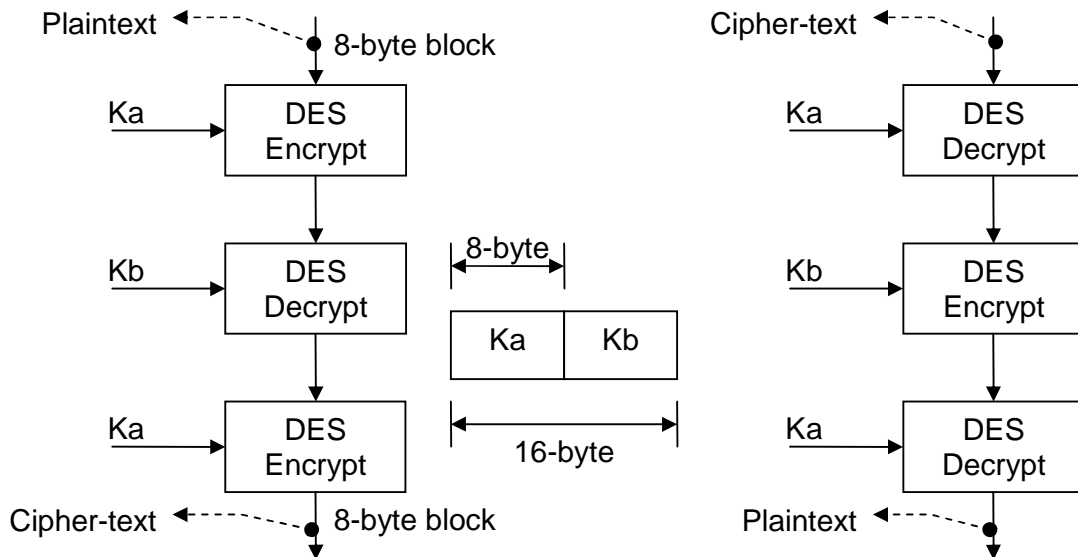 Plaintext
8-byte block
Ka
DES
Encrypt
Kb
DES
Decrypt
Ka
DES
Encrypt
Cipher-text
8-byte block
8-byte
Ka
Kb
16-byte
Cipher-text
Ka
DES
Decrypt
Kb
DES
Encrypt
Ka
DES
Decrypt
Plaintext